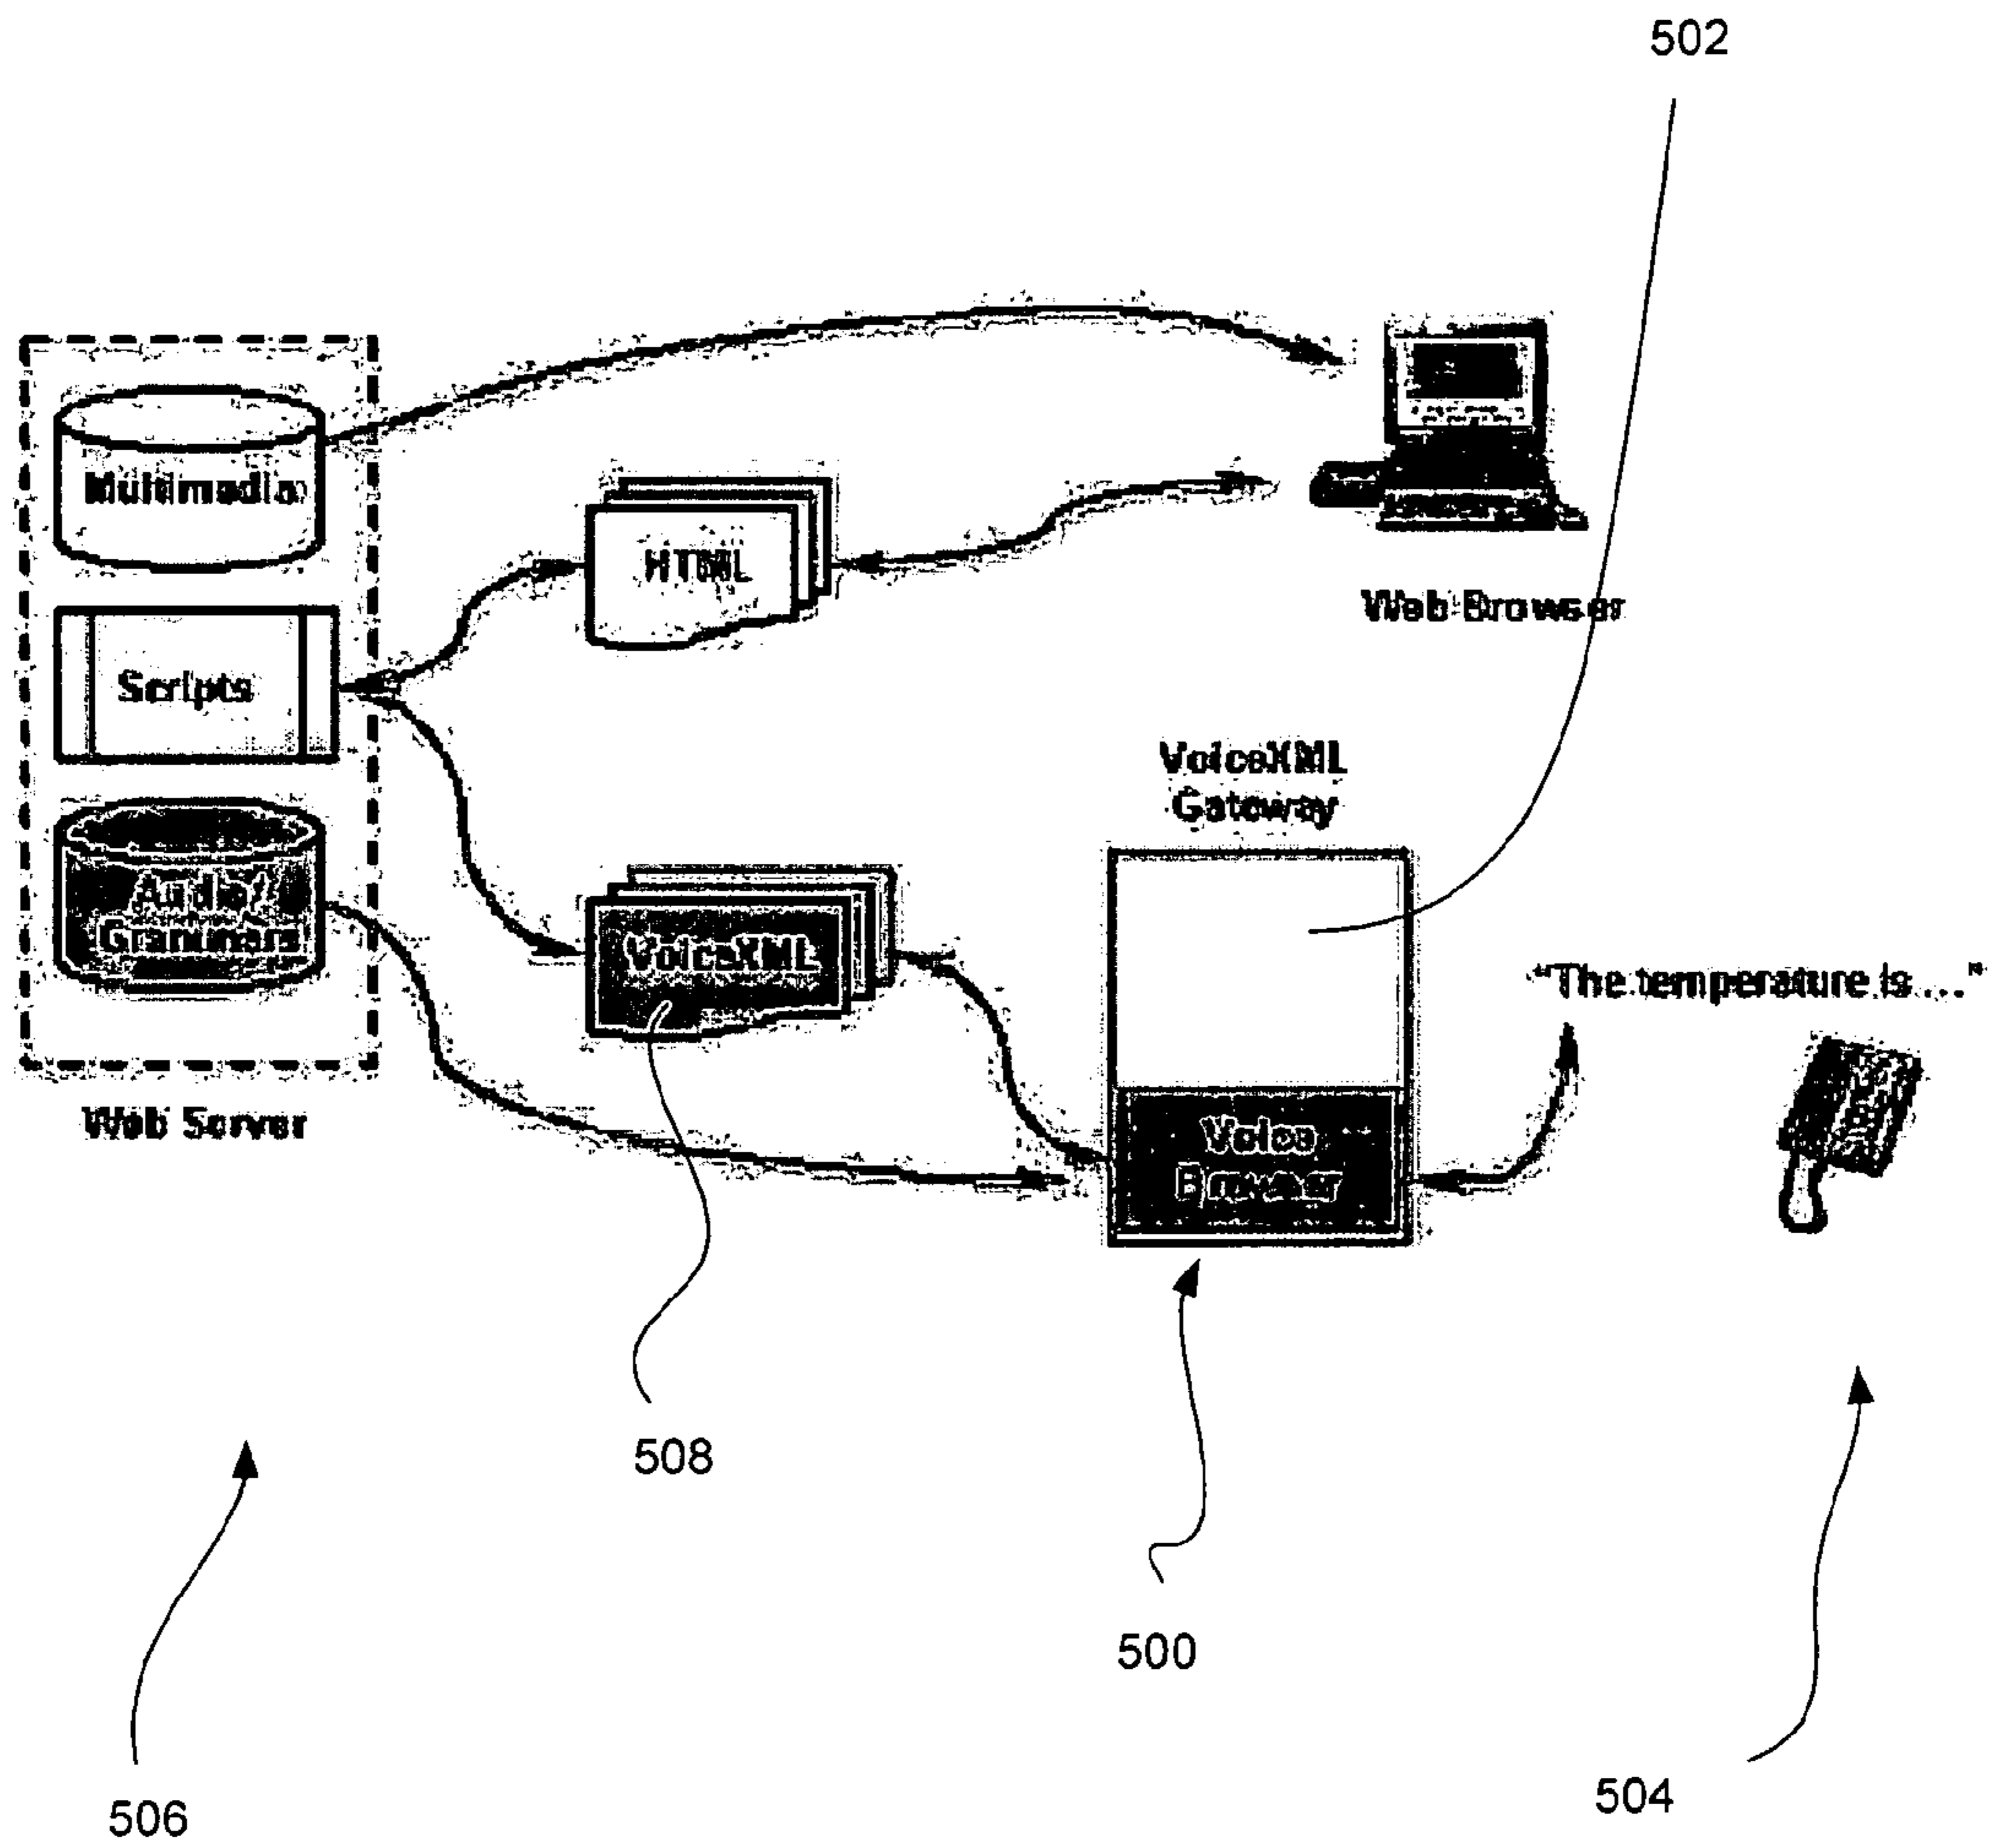 502
Multimedia
HTML
Web Browser
Scripts
VoiceXML
Gateway
Audio/
Grammars
VoiceXML
"The temperature is ..."
Web Server
Voice
Browser
508
500
504
506